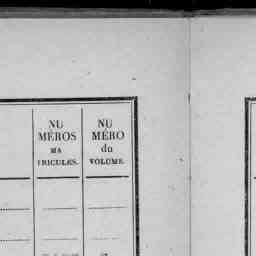 NU
MÉROS
MA
TRICULES.
NU
MÉRO
du
VOLUME.